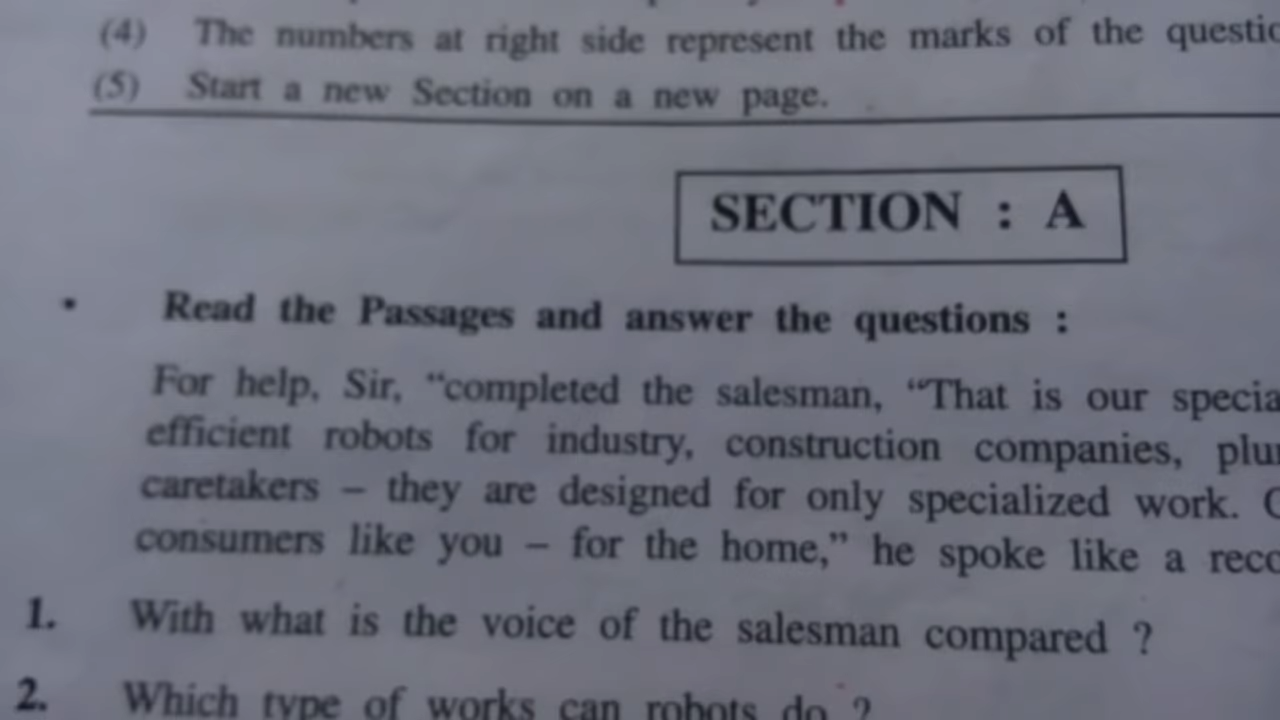 (4) The numbers at right side represent the marks of the
(5) Start a new Section on a new page.
SECTION : A
• Read the Passages and answer the questions :
For help, Sir, “completed the salesman, “That is our
efficient robots for industry, construction companies,
caretakers – they are designed for only specialized work.
consumers like you – for the home,” he spoke like a
1. With what is the voice of the salesman compared ?
2. Which type of works can robots do ?